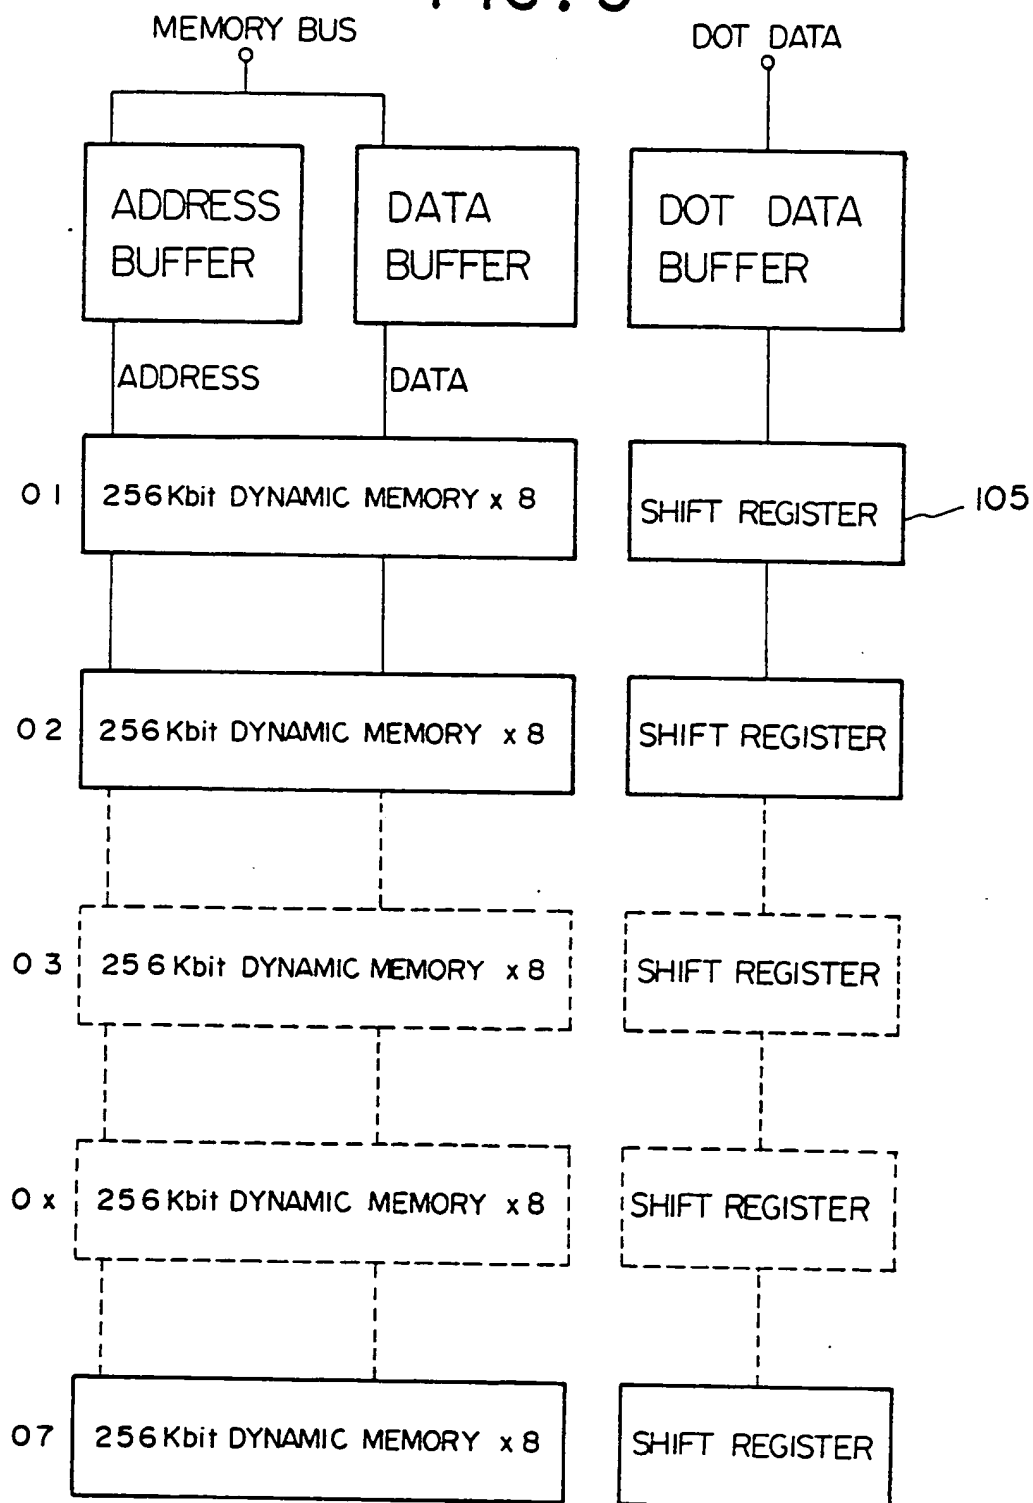 MEMORY BUS
DOT DATA
ADDRESS
BUFFER
DATA
BUFFER
DOT DATA
BUFFER
ADDRESS
DATA
01
256Kbit DYNAMIC MEMORY x 8
SHIFT REGISTER
105
02
256Kbit DYNAMIC MEMORY x 8
SHIFT REGISTER
03
256Kbit DYNAMIC MEMORY x 8
SHIFT REGISTER
0x
256Kbit DYNAMIC MEMORY x 8
SHIFT REGISTER
07
256Kbit DYNAMIC MEMORY x 8
SHIFT REGISTER